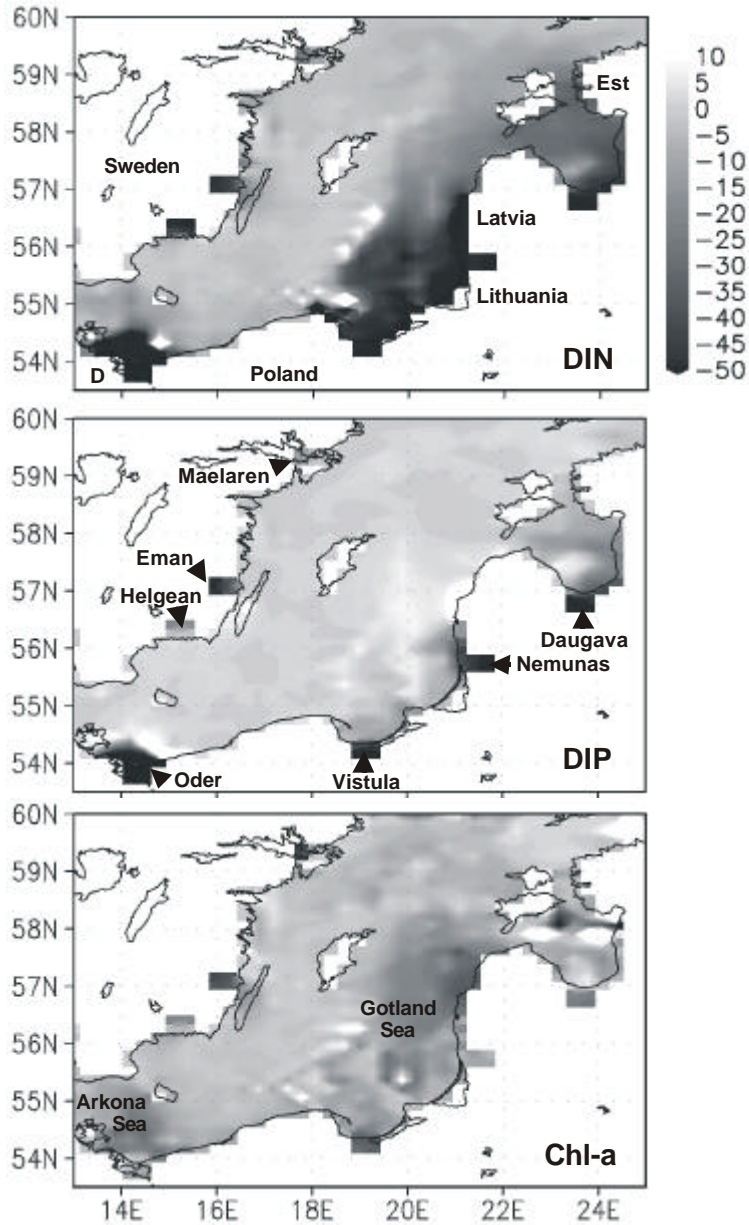 60N
59N
58N
57N
56N
55N
54N
Est
Sweden
Latvia
Lithuania
D
Poland
DIN
10
5
0
−5
−10
−15
−20
−25
−30
−35
−40
−45
−50
60N
59N
58N
57N
56N
55N
54N
Maelaren
Eman
Helgean
Daugava
Nemunas
DIP
Oder
Vistula
60N
59N
58N
57N
56N
55N
54N
Gotland
Sea
Arkona
Sea
Chl-a
14E
16E
18E
20E
22E
24E